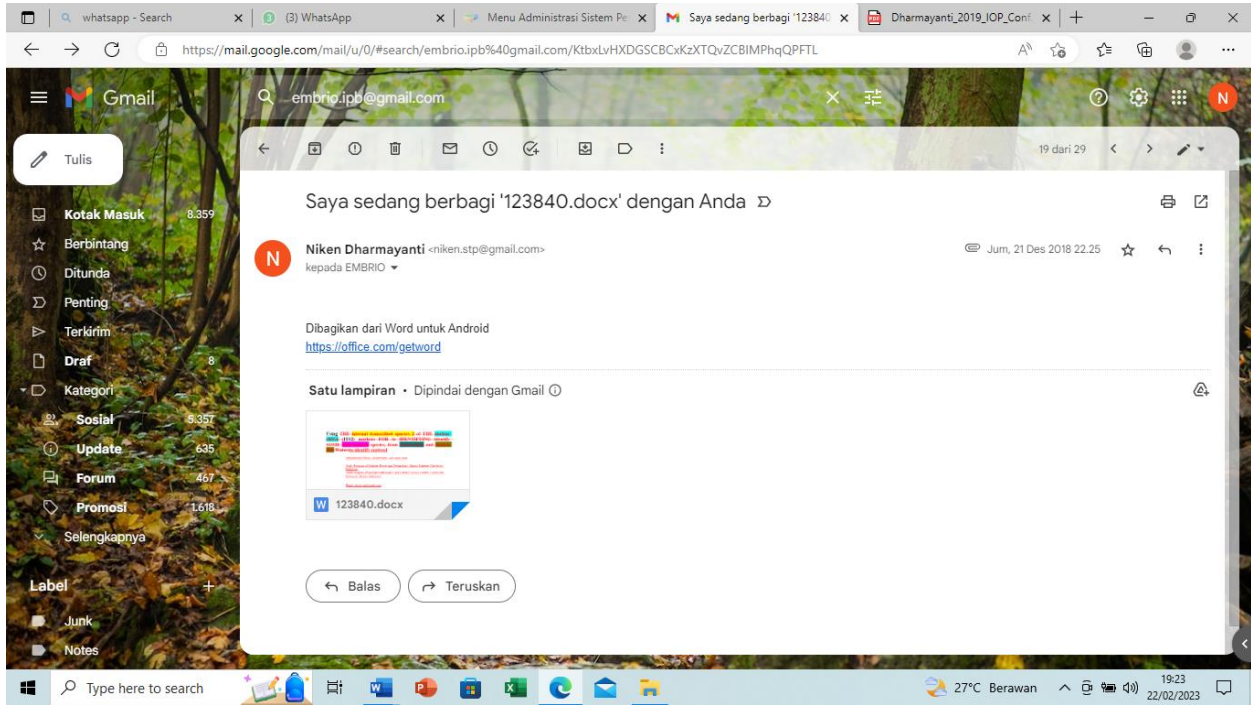 whatsapp - Search
(3) WhatsApp
Menu Administrasi Sistem Pe
Saya sedang berbagi '123840
Dharmayanti_2019_IOP_Conf.
https://mail.google.com/mail/u/0/#search/embrio.ipb%40gmail.com/KtbxLvHXDGSCBCxKzXTQvZCBIMPhqQPFTL
Gmail
embrio.ipb@gmail.com
N
Tulis
19 dari 29
Saya sedang berbagi '123840.docx' dengan Anda
Kotak Masuk 8.359
Berbintang
Ditunda
Penting
Terkirim
Draf 8
Kategori
Sosial 5.357
Update 635
Forum 467
Promosi 1.618
Selengkapnya
Label
Junk
Notes
N
Niken Dharmayanti <niken.stp@gmail.com>
Jum, 21 Des 2018 22.25
kepada EMBRIO
Dibagikan dari Word untuk Android
https://office.com/getword
Satu lampiran • Dipindai dengan Gmail
W 123840.docx
Balas
Teruskan
Type here to search
27°C Berawan
19:23
22/02/2023